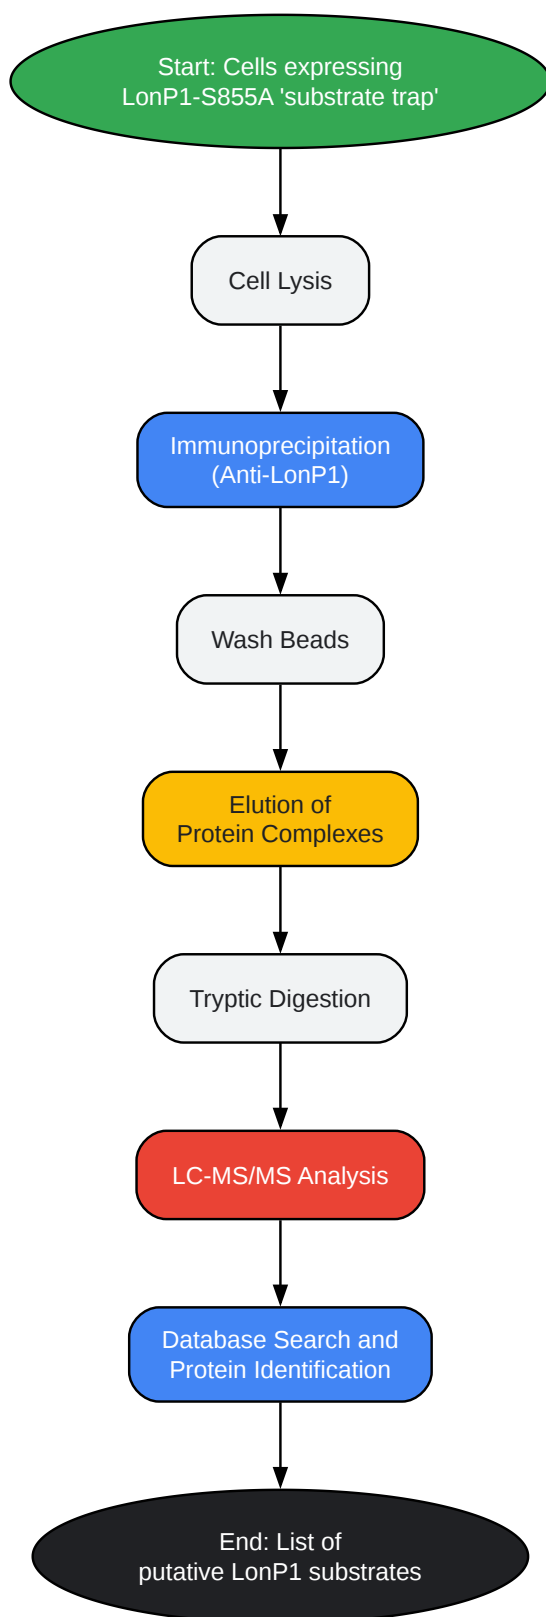 Start: Cells expressing
LonP1-S855A 'substrate trap'
Cell Lysis
Immunoprecipitation
(Anti-LonP1)
Wash Beads
Elution of
Protein Complexes
Tryptic Digestion
LC-MS/MS Analysis
Database Search and
Protein Identification
End: List of
putative LonP1 substrates